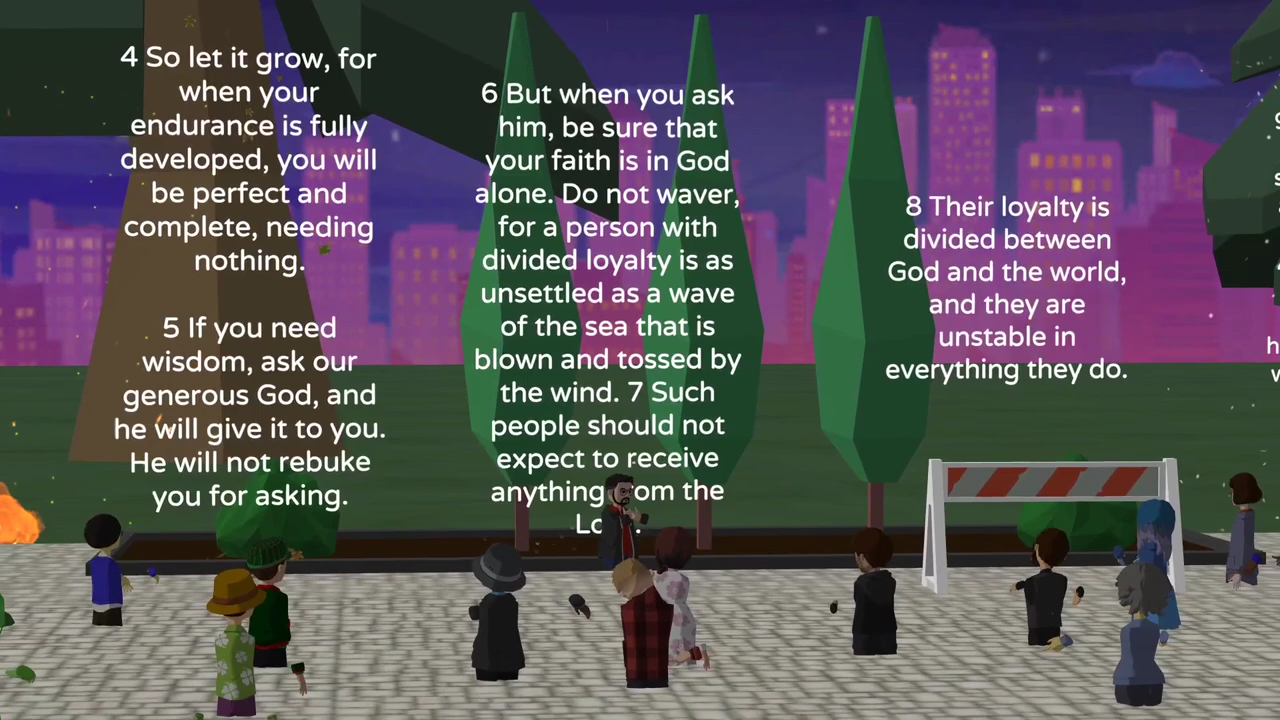 4 So let it grow, for
when your
endurance is fully
developed, you will
be perfect and
complete, needing
nothing.
5 If you need
wisdom, ask our
generous God, and
he will give it to you.
He will not rebuke
you for asking.
6 But when you ask
him, be sure that
your faith is in God
alone. Do not waver,
for a person with
divided loyalty is as
unsettled as a wave
of the sea that is
blown and tossed by
the wind. 7 Such
people should not
expect to receive
anything from the
8 Their loyalty is
divided between
God and the world,
and they are
unstable in
everything they do.